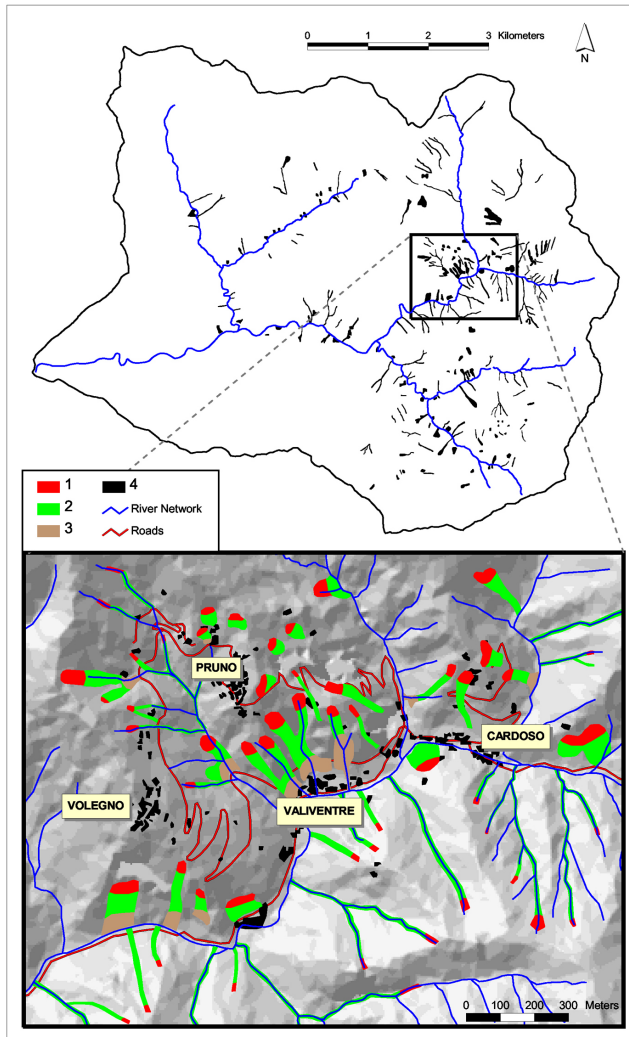 0 1 2 3 Kilometers
N
1 4
2 River Network
3 Roads
PRUNO
CARDOSO
VOLEGNO
VALIVENTRE
0 100 200 300 Meters